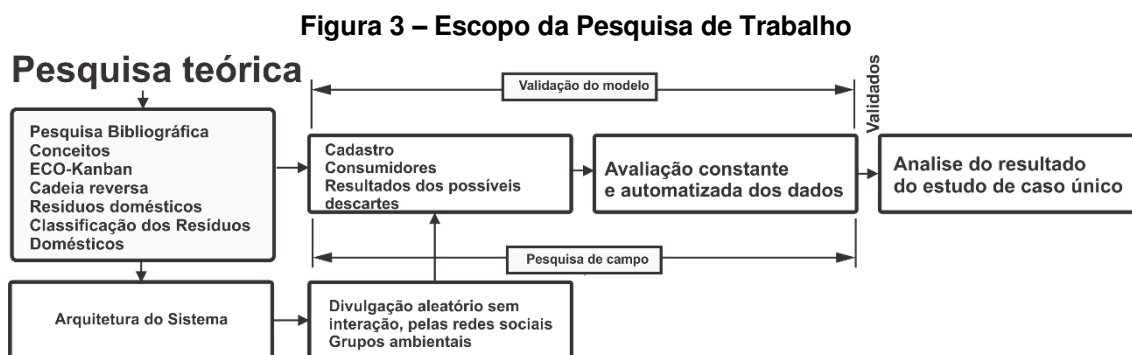 Figura 3 – Escopo da Pesquisa de Trabalho
Pesquisa teórica
Validação do modelo
Validados
Pesquisa Bibliográfica
Conceitos
ECO-Kanban
Cadeia reversa
Resíduos domésticos
Classificação dos Resíduos
Domésticos
Cadastro
Consumidores
Resultados dos possíveis
descartes
Avaliação constante
e automatizada dos dados
Analise do resultado
do estudo de caso único
Pesquisa de campo
Arquitetura do Sistema
Divulgação aleatório sem
interação, pelas redes sociais
Grupos ambientais